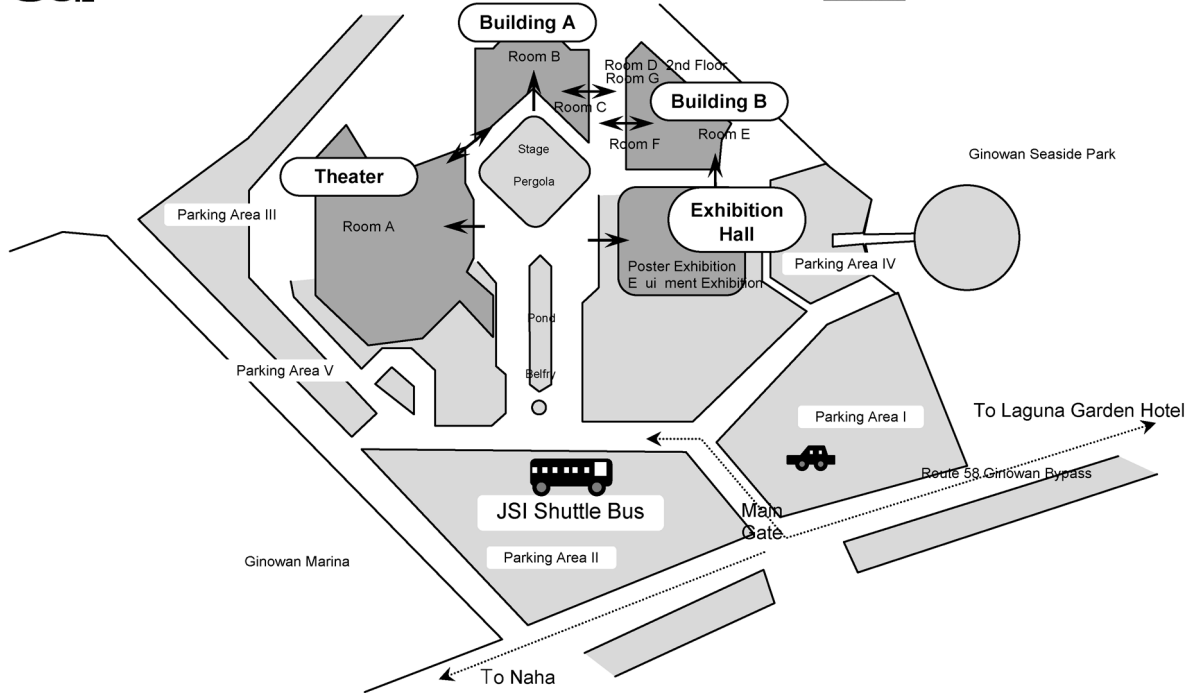 Building A
Room B
Room D 2nd Floor
Room G
Building B
Room C
Room E
Room F
Stage
Pergola
Ginowan Seaside Park
Theater
Parking Area III
Room A
Exhibition
Hall
Parking Area IV
Poster Exhibition
E ui ment Exhibition
Pond
Parking Area V
Belfry
To Laguna Garden Hotel
Parking Area I
Route 58 Ginowan Bypass
JSI Shuttle Bus
Main
Gate
Parking Area II
Ginowan Marina
To Naha